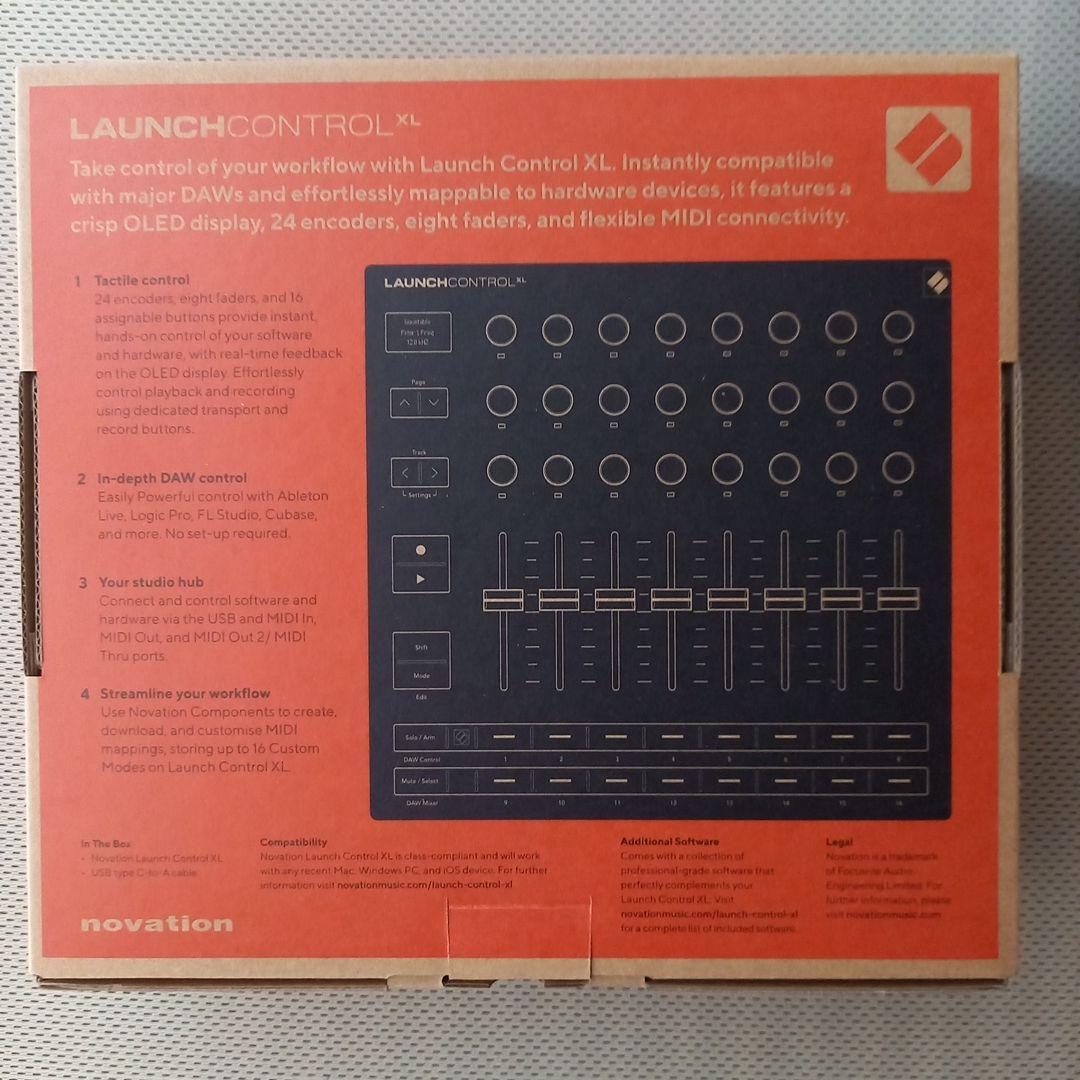 LAUNCHCONTROL XL
Take control of your workflow with Launch Control XL. Instantly compatible
with major DAWs and effortlessly mappable to hardware devices, it features a
crisp OLED display, 24 encoders, eight faders, and flexible MIDI connectivity.
1 Tactile control
24 encoders, eight faders, and 16
assignable buttons provide instant,
hands-on control of your software
and hardware, with real-time feedback
on the OLED display. Effortlessly
control playback and recording
using dedicated transport and
record buttons.
2 In-depth DAW control
Easily Powerful control with Ableton
Live, Logic Pro, FL Studio, Cubase,
and more. No set-up required.
3 Your studio hub
Connect and control software and
hardware via the USB and MIDI In,
MIDI Out, and MIDI Out 2/ MIDI
Thru ports.
4 Streamline your workflow
Use Novation Components to create,
download, and customise MIDI
mappings, storing up to 16 Custom
Modes on Launch Control XL.
LAUNCHCONTROL XL
Filter 1 Freq
Page
Track
Settings
Shift
Mode
Edit
Solo / Arm
DAW Control 1 2 3 4 5 6 7 8
Mute / Select
DAW Mixer 9 10 11 12 13 14 15 16
In The Box
- Novation Launch Control XL
- USB type C-to-A cable
Compatibility
Novation Launch Control XL is class-compliant and will work
with any recent Mac, Windows PC, and iOS device. For further
information visit novationmusic.com/launch-control-xl
Additional Software
Comes with a collection of
professional-grade software that
perfectly complements your
Launch Control XL. Visit
novationmusic.com/launch-control-xl
for a complete list of included software.
Legal
Novation is a trademark
of Focusrite Audio
Engineering Limited. For
further information, please
visit novationmusic.com
novation